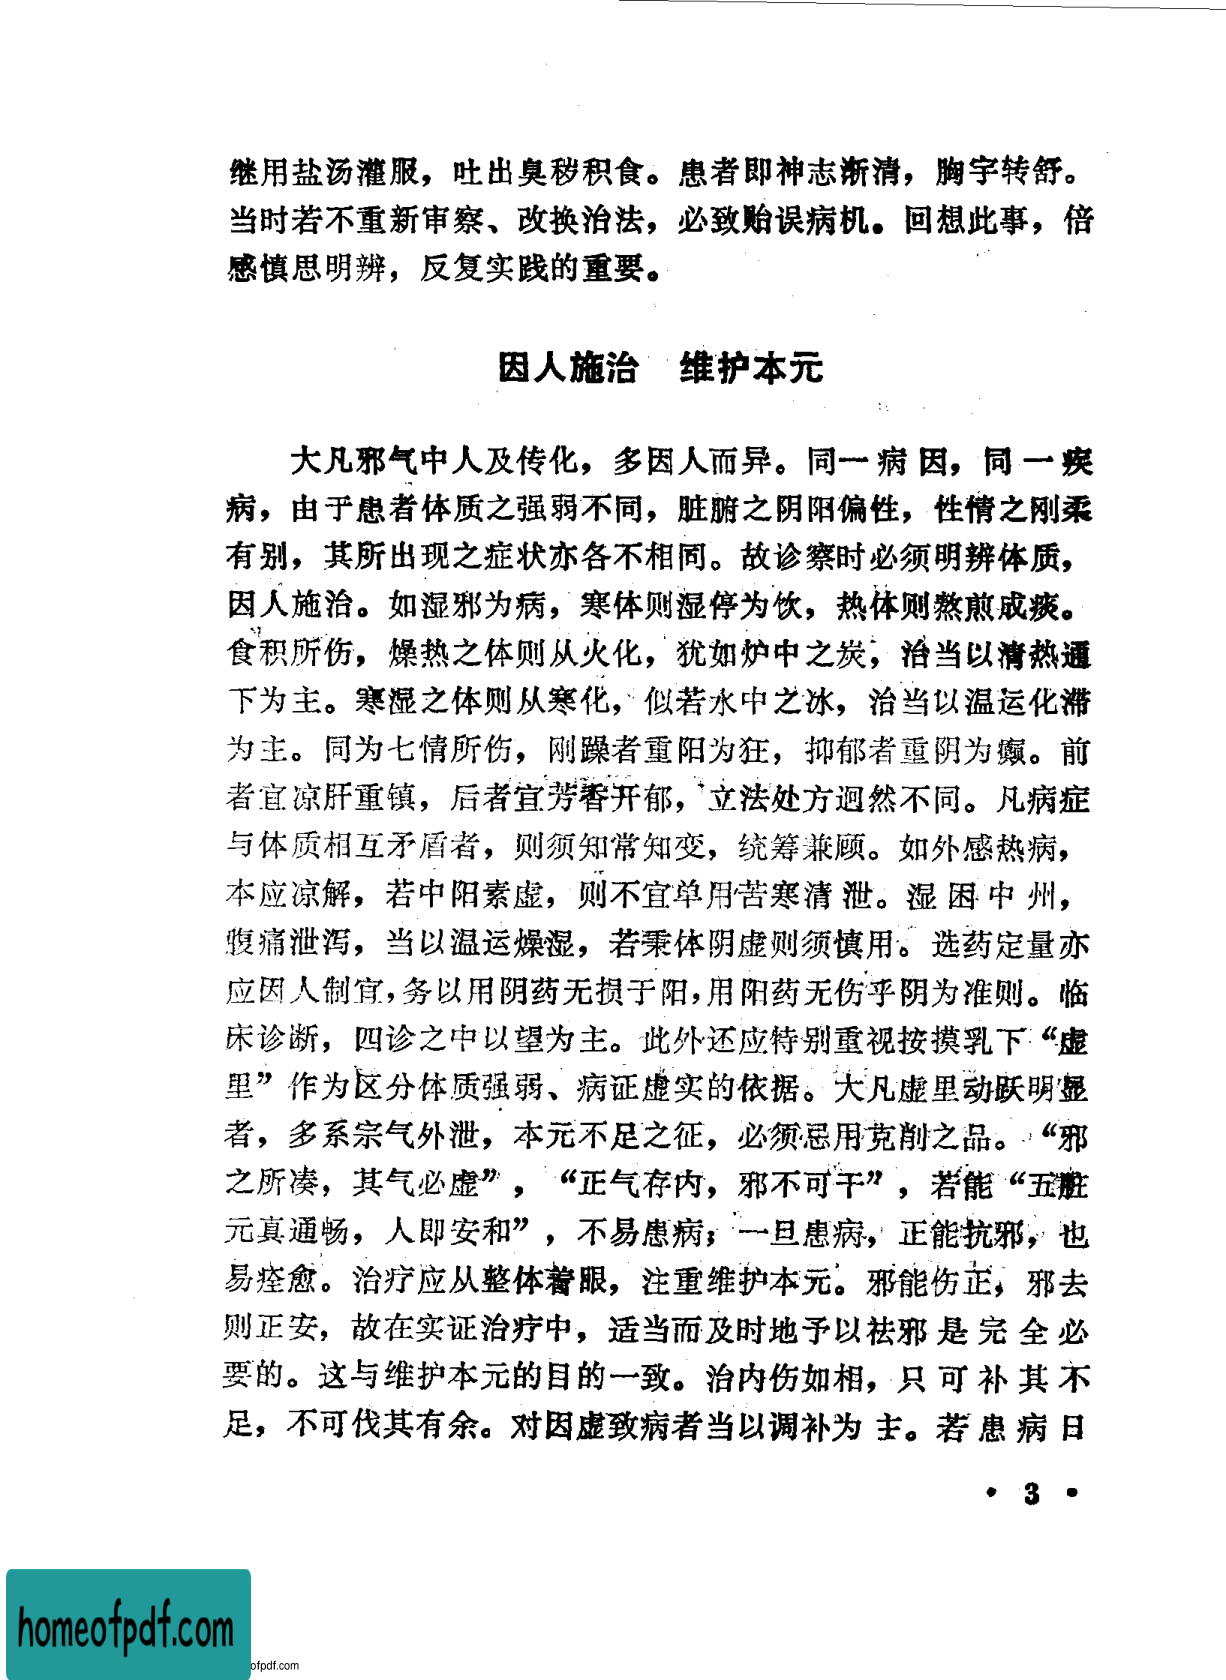 继用盐汤灌服，吐出臭秽积食。患者即神志渐清，胸宇转舒。
当时若不重新审察、改换治法，必致贻误病机。回想此事，倍
感慎思明辨，反复实践的重要。
因人施治　维护本元
大凡邪气中人及传化，多因人而异。同一病因，同一疾
病，由于患者体质之强弱不同，脏腑之阴阳偏性，性情之刚柔
有别，其所出现之症状亦各不相同。故诊察时必须明辨体质，
因人施治。如湿邪为病，寒体则湿停为饮，热体则熬煎成痰。
食积所伤，燥热之体则从火化，犹如炉中之炭，治当以清热通
下为主。寒湿之体则从寒化，似若水中之冰，治当以温运化滞
为主。同为七情所伤，刚躁者重阳为狂，抑郁者重阴为癫。前
者宜凉肝重镇，后者宜芳香开郁，立法处方迥然不同。凡病症
与体质相互矛盾者，则须知常知变，统筹兼顾。如外感热病，
本应凉解，若中阳素虚，则不宜单用苦寒清泄。湿困中州，
腹痛泄泻，当以温运燥湿，若秉体阴虚则须慎用。选药定量亦
应因人制宜，务以用阴药无损于阳，用阳药无伤乎阴为准则。临
床诊断，四诊之中以望为主。此外还应特别重视按摸乳下“虚
里”作为区分体质强弱、病证虚实的依据。大凡虚里动跃明显
者，多系宗气外泄，本元不足之征，必须忌用克削之品。“邪
之所凑，其气必虚”，“正气存内，邪不可干”，若能“五脏
元真通畅，人即安和”，不易患病；一旦患病，正能抗邪，也
易痊愈。治疗应从整体着眼，注重维护本元。邪能伤正，邪去
则正安，故在实证治疗中，适当而及时地予以祛邪是完全必
要的。这与维护本元的目的一致。治内伤如相，只可补其不
足，不可伐其有余。对因虚致病者当以调补为主。若患病日
• 3 •
homeofpdf.com
ofpdf.com